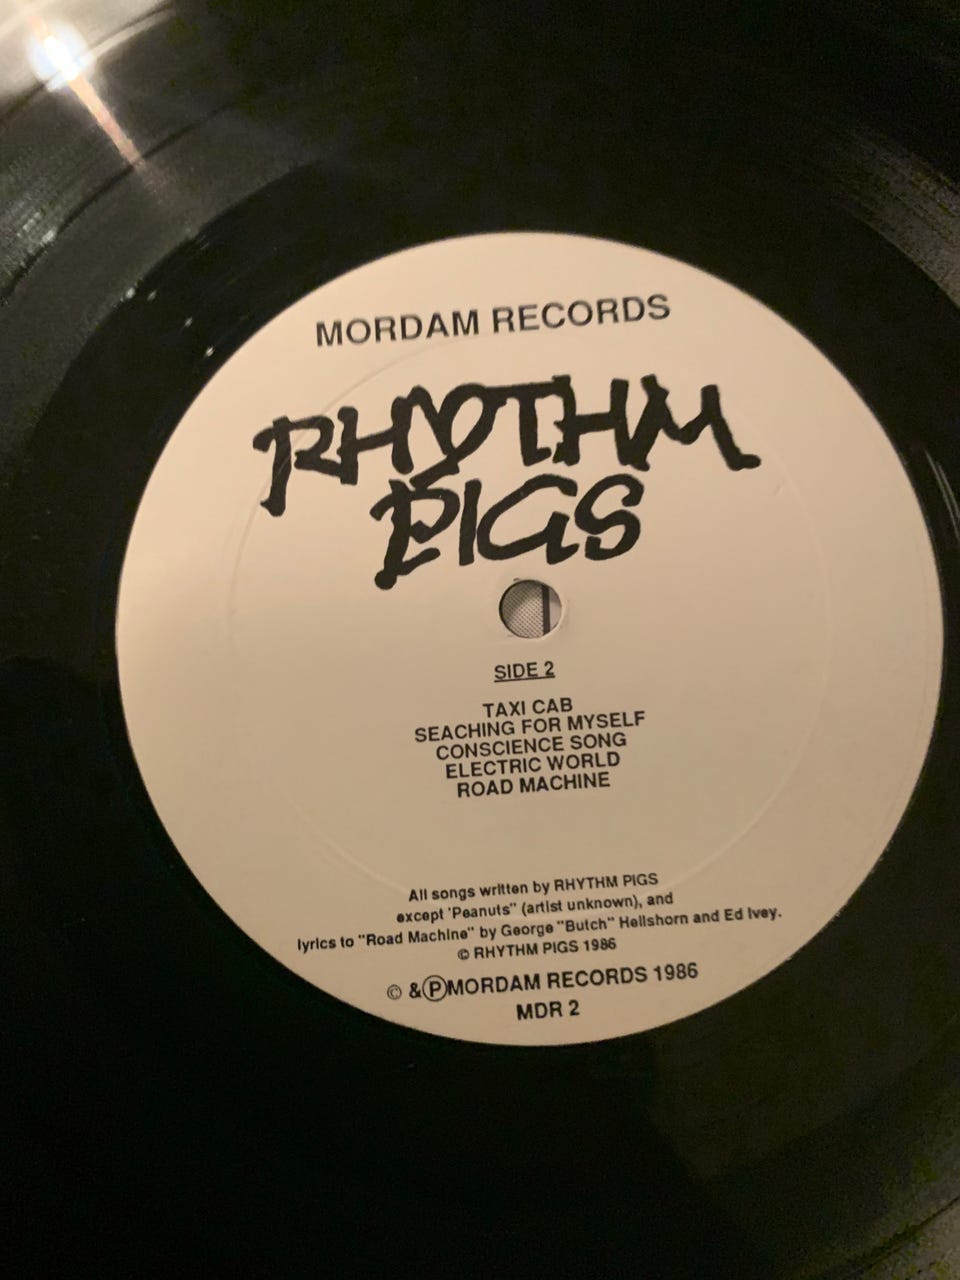 MORDAM RECORDS
RHYTHM
PIGS
SIDE 2
TAXI CAB
SEACHING FOR MYSELF
CONSCIENCE SONG
ELECTRIC WORLD
ROAD MACHINE
All songs written by RHYTHM PIGS
except 'Peanuts" (artist unknown), and
lyrics to "Road Machine" by George "Butch" Hellshorn and Ed Ivey.
© RHYTHM PIGS 1986
© &ⓅMORDAM RECORDS 1986
MDR 2